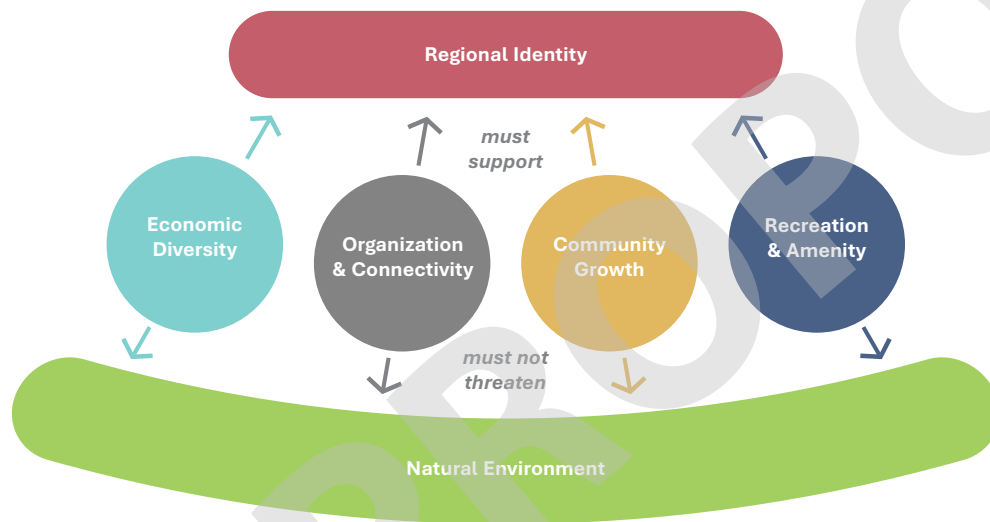 Regional Identity
must
support
Economic
Diversity
Organization
& Connectivity
Community
Growth
Recreation
& Amenity
must not
threaten
Natural Environment